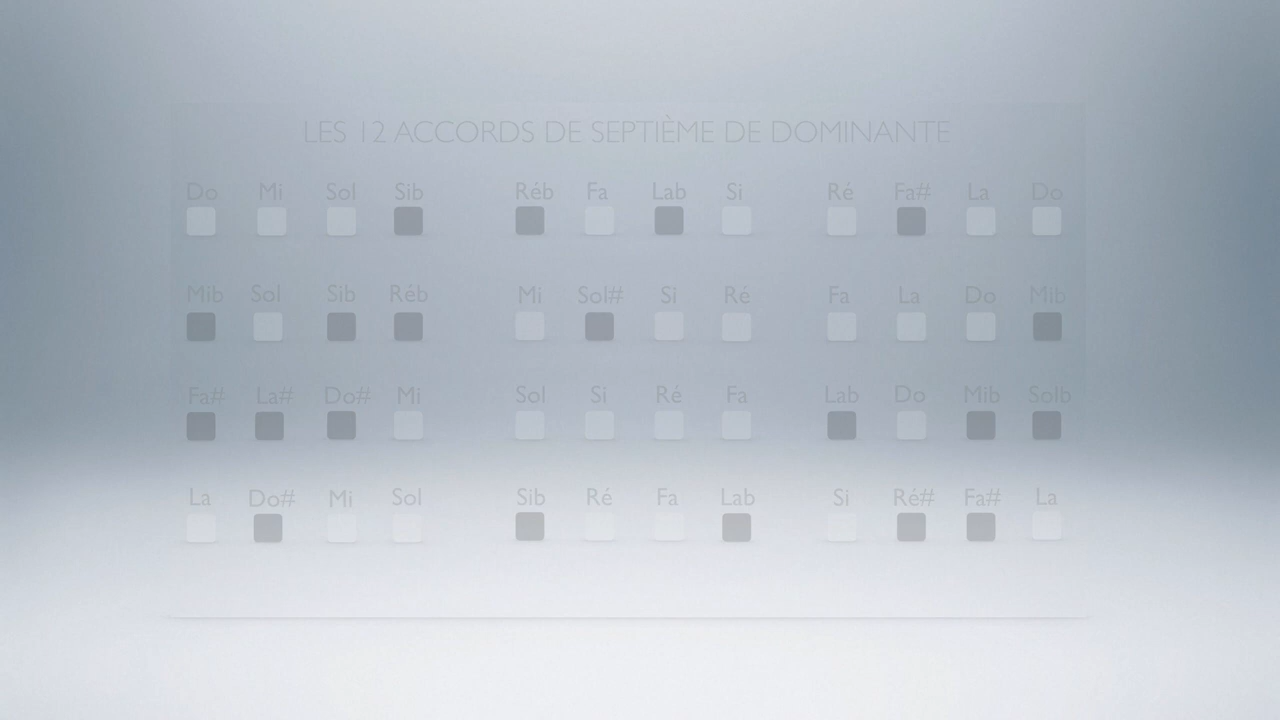 LES 12 ACCORDS DE SEPTIÈME DE DOMINANTE
Do Mi Sol Sib Réb Fa Lab Si Ré Fa# La Do
Mib Sol Sib Réb Mi Sol# Si Ré Fa La Do Mib
Fa# La# Do# Mi Sol Si Ré Fa Lab Do Mib Solb
La Do# Mi Sol Sib Ré Fa Lab Si Ré# Fa# La